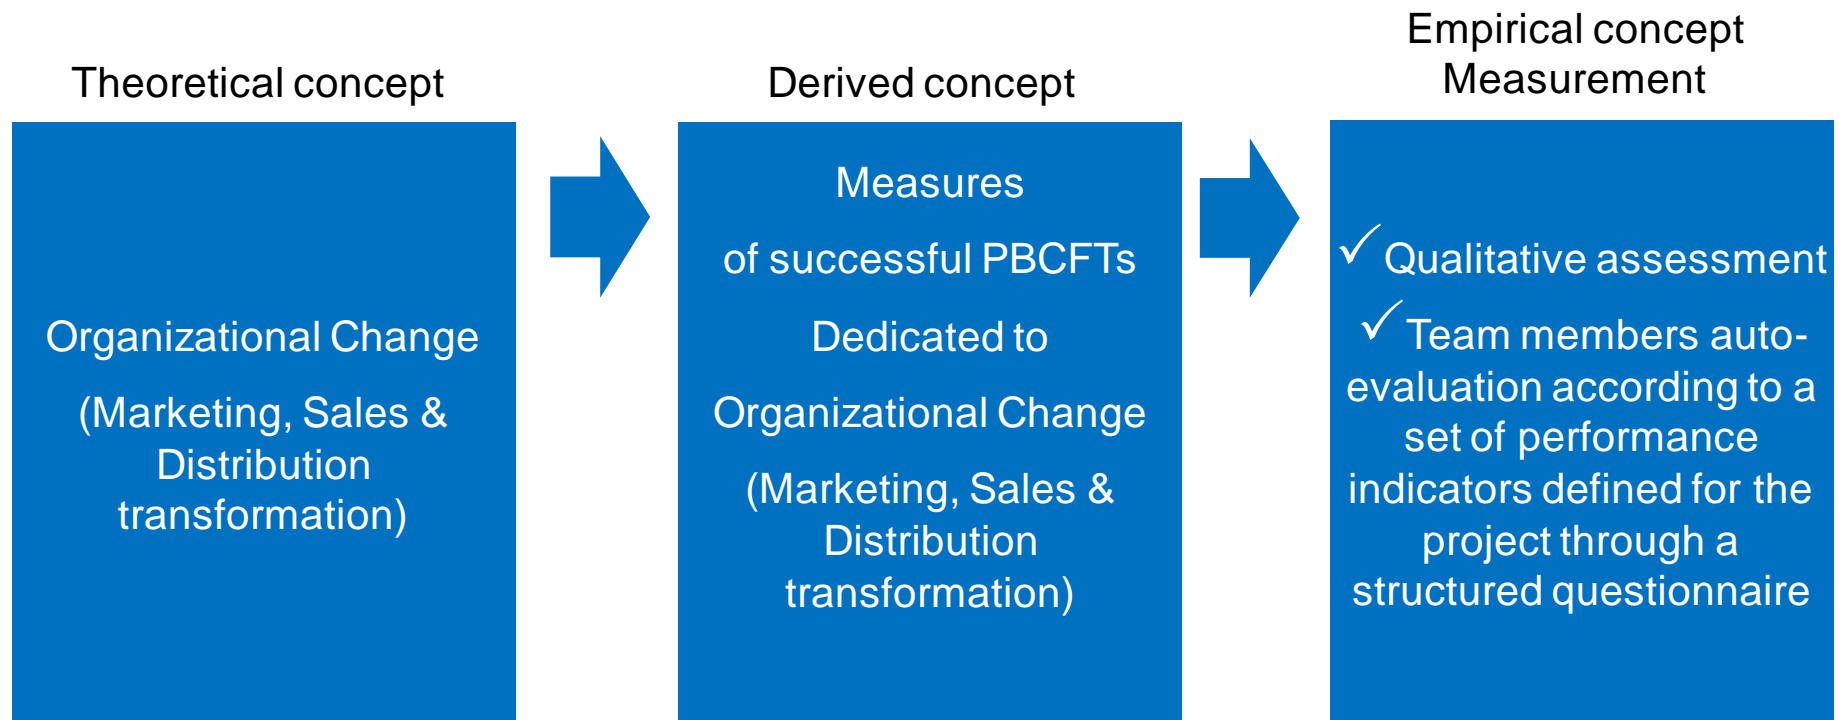 Theoretical concept
Organizational Change
(Marketing, Sales &
Distribution
transformation)
Derived concept
Measures
of successful PBCFTs
Dedicated to
Organizational Change
(Marketing, Sales &
Distribution
transformation)
Empirical concept
Measurement
✓ Qualitative assessment
✓ Team members auto-
evaluation according to a
set of performance
indicators defined for the
project through a
structured questionnaire